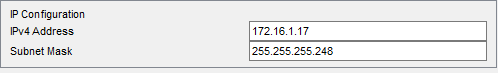 IP Configuration
IPv4 Address 172.16.1.17
Subnet Mask 255.255.255.248